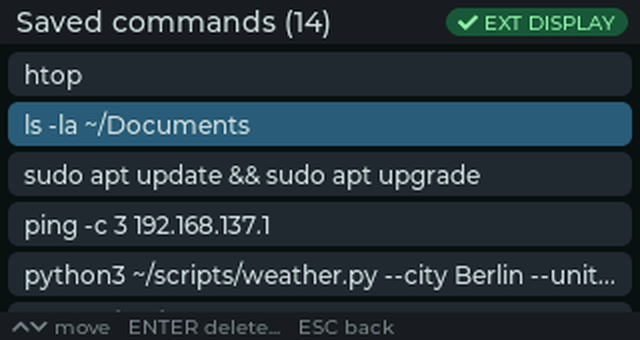 Saved commands (14)
EXT DISPLAY
htop
ls -la ~/Documents
sudo apt update && sudo apt upgrade
ping -c 3 192.168.137.1
python3 ~/scripts/weather.py --city Berlin --unit...
move ENTER delete... ESC back